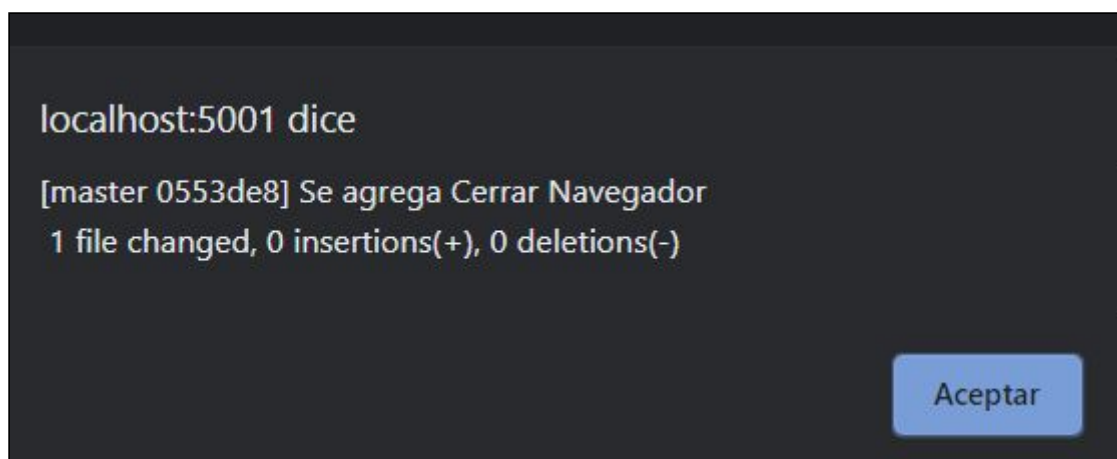 localhost:5001 dice
[master 0553de8] Se agrega Cerrar Navegador
1 file changed, 0 insertions(+), 0 deletions(-)
Aceptar